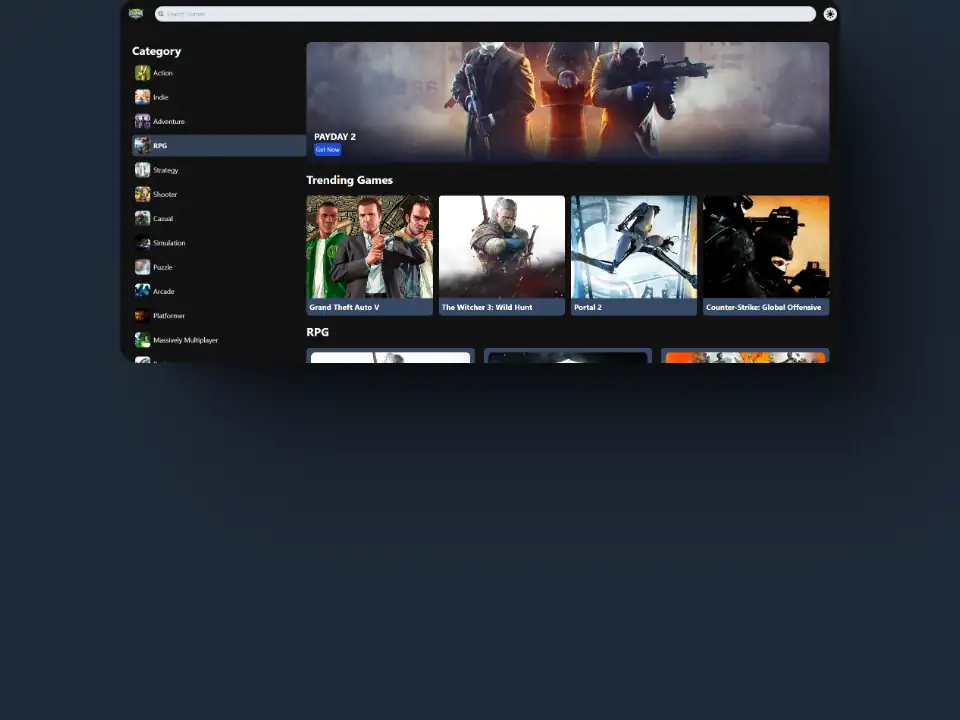 Search Games
Category
Action
Indie
Adventure
RPG
Strategy
Shooter
Casual
Simulation
Puzzle
Arcade
Platformer
Massively Multiplayer
PAYDAY 2
Get Now
Trending Games
Grand Theft Auto V
The Witcher 3: Wild Hunt
Portal 2
Counter-Strike: Global Offensive
RPG